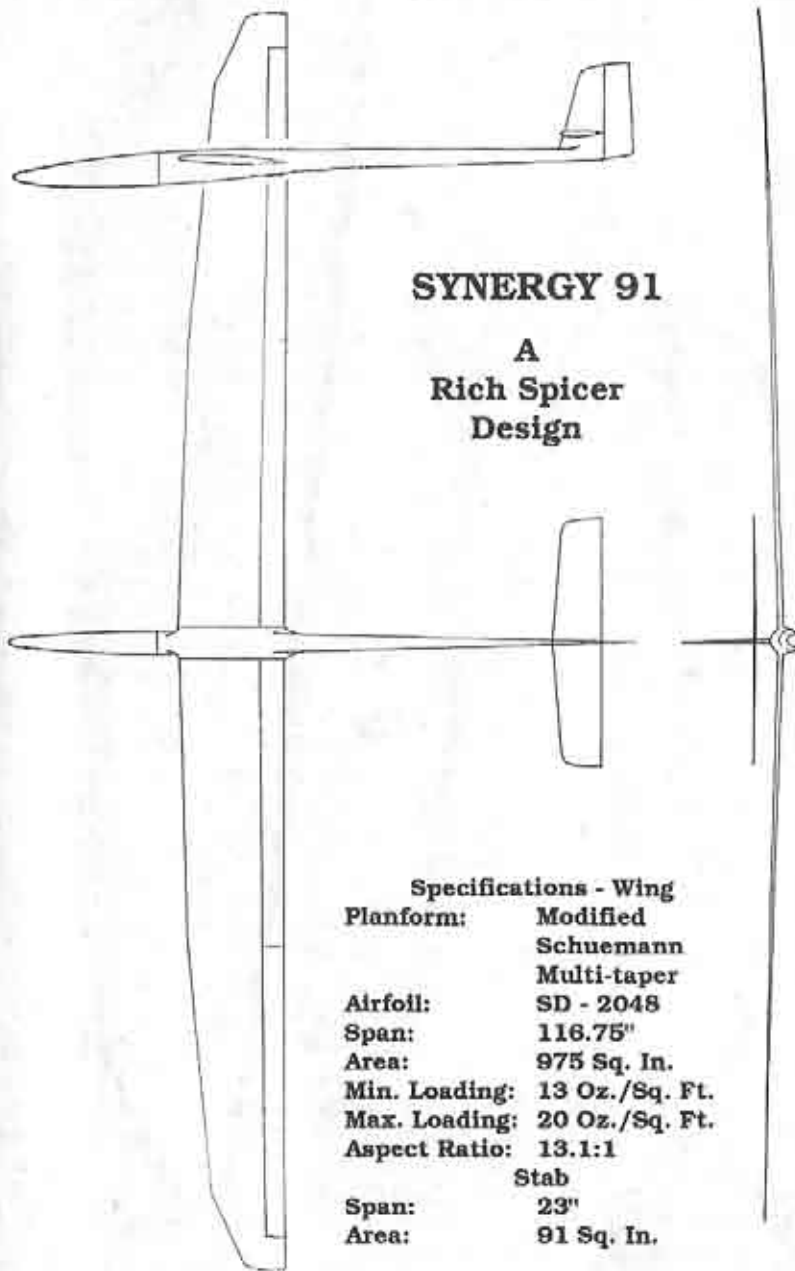 SYNERGY 91
A
Rich Spicer
Design
Specifications - Wing
Planform: Modified
Schuemann
Multi-taper
Airfoil: SD - 2048
Span: 116.75"
Area: 975 Sq. In.
Min. Loading: 13 Oz./Sq. Ft.
Max. Loading: 20 Oz./Sq. Ft.
Aspect Ratio: 13.1:1
Stab
Span: 23"
Area: 91 Sq. In.